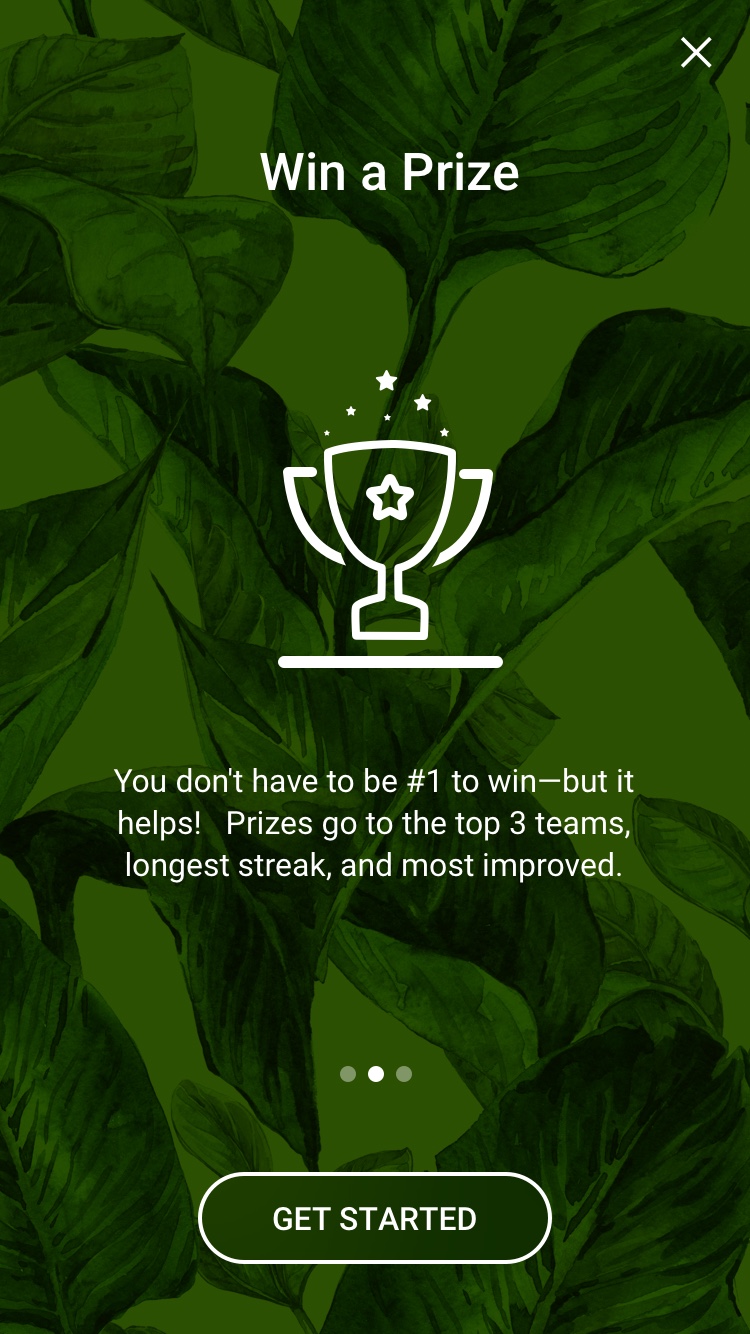 Win a Prize
You don't have to be #1 to win—but it
helps!   Prizes go to the top 3 teams,
longest streak, and most improved.
GET STARTED